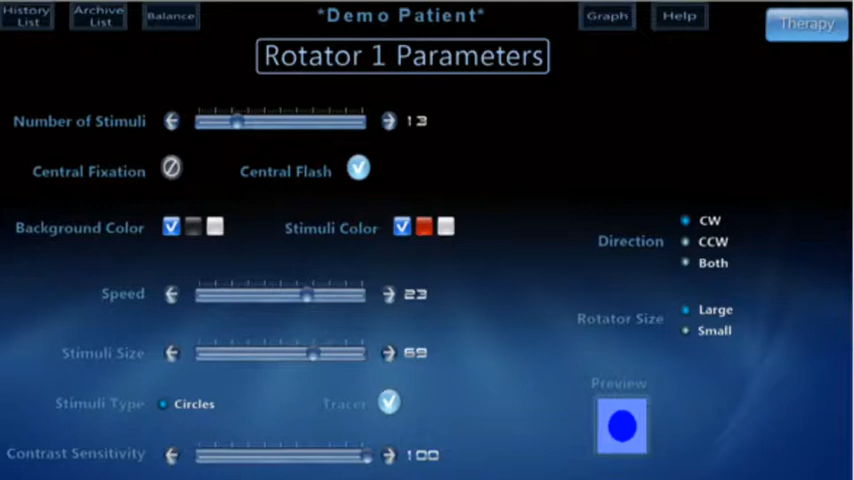 History List
Archive List
Balance
*Demo Patient*
Graph
Help
Therapy
Rotator 1 Parameters
Number of Stimuli 13
Central Fixation Central Flash
Background Color Stimuli Color
Direction
CW
CCW
Both
Speed 23
Rotator Size
Large
Small
Stimuli Size 69
Stimuli Type Circles Tracer
Preview
Contrast Sensitivity 100